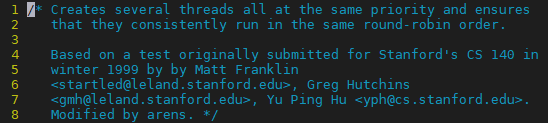 1 /* Creates several threads all at the same priority and ensures
2 that they consistently run in the same round-robin order.
3
4 Based on a test originally submitted for Stanford's CS 140 in
5 winter 1999 by by Matt Franklin
6 <startled@leland.stanford.edu>, Greg Hutchins
7 <gmh@leland.stanford.edu>, Yu Ping Hu <yph@cs.stanford.edu>.
8 Modified by arens. */